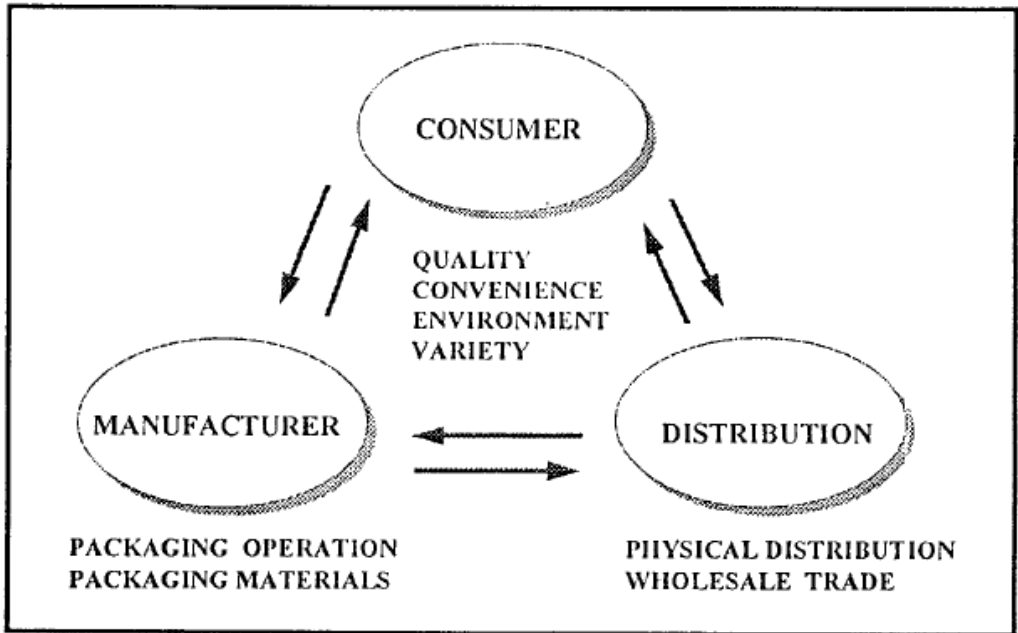 CONSUMER
QUALITY
CONVENIENCE
ENVIRONMENT
VARIETY
MANUFACTURER
DISTRIBUTION
PACKAGING OPERATION
PACKAGING MATERIALS
PHYSICAL DISTRIBUTION
WHOLESALE TRADE